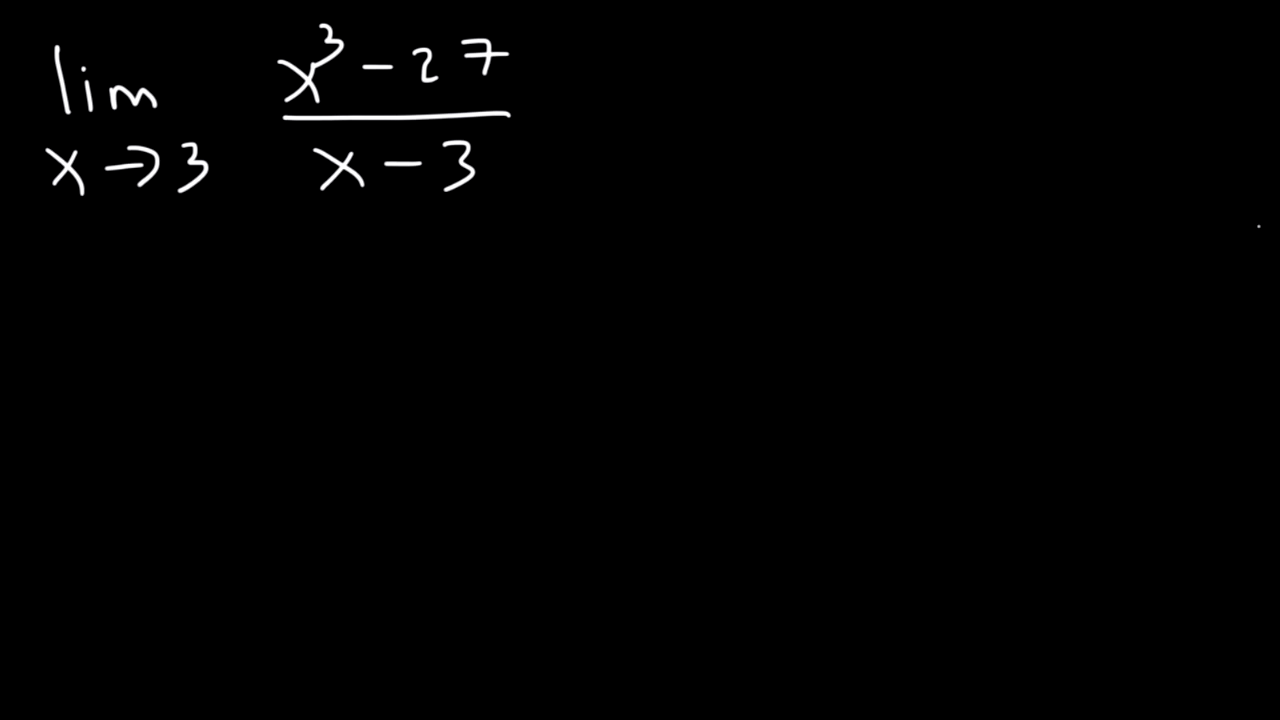 lim x→3 (x³ - 27)/(x - 3)